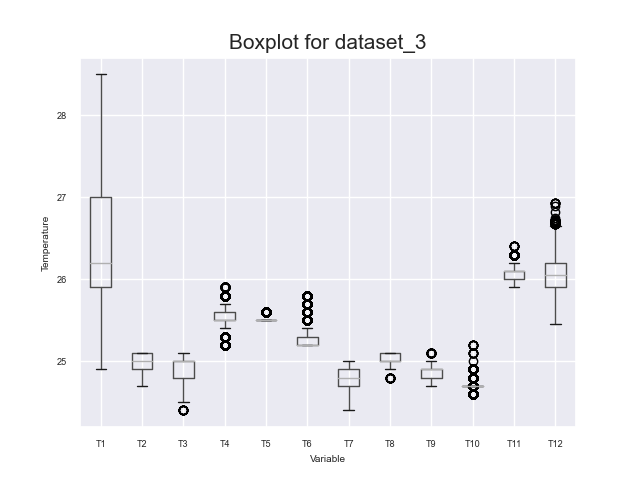 Boxplot for dataset_3
28
27
26
25
Temperature
T1 T2 T3 T4 T5 T6 T7 T8 T9 T10 T11 T12
Variable